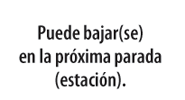 Puede bajar(se)
en la próxima parada
(estación).